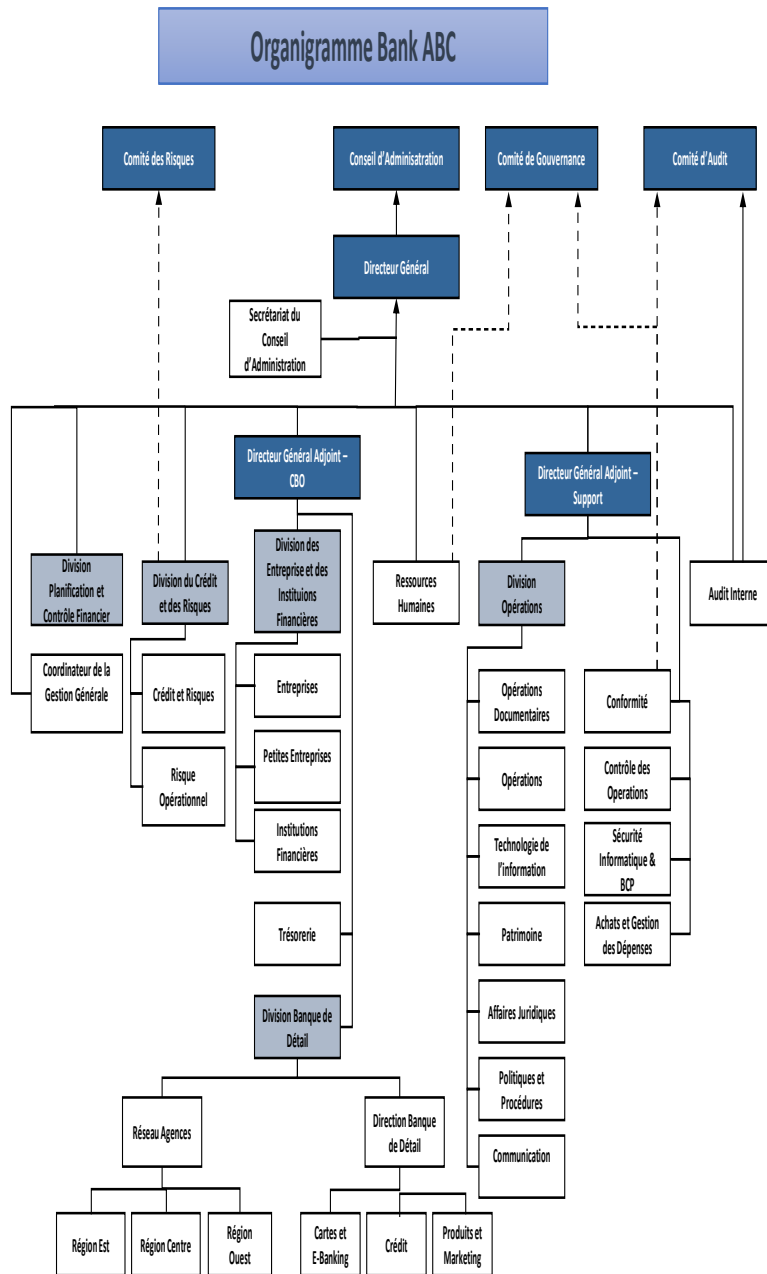 Organigramme Bank ABC
Comité des Risques
Conseil d'Adminisatration
Comité de Gouvernance
Comité d'Audit
Directeur Général
Secrétariat du
Conseil
d'Administration
Directeur Général Adjoint –
CBO
Directeur Général Adjoint –
Support
Division
Planification et
Contrôle Financier
Division du Crédit
et des Risques
Division des
Entreprise et des
Instituions
Financières
Ressources
Humaines
Division
Opérations
Audit Interne
Coordinateur de la
Gestion Générale
Crédit et Risques
Risque
Opérationnel
Entreprises
Petites Entreprises
Institutions
Financières
Trésorerie
Division Banque de
Détail
Opérations
Documentaires
Opérations
Technologie de
l'information
Patrimoine
Affaires Juridiques
Politiques et
Procédures
Communication
Conformité
Contrôle des
Operations
Sécurité
Informatique &
BCP
Achats et Gestion
des Dépenses
Réseau Agences
Direction Banque
de Détail
Région Est
Région Centre
Région
Ouest
Cartes et
E-Banking
Crédit
Produits et
Marketing